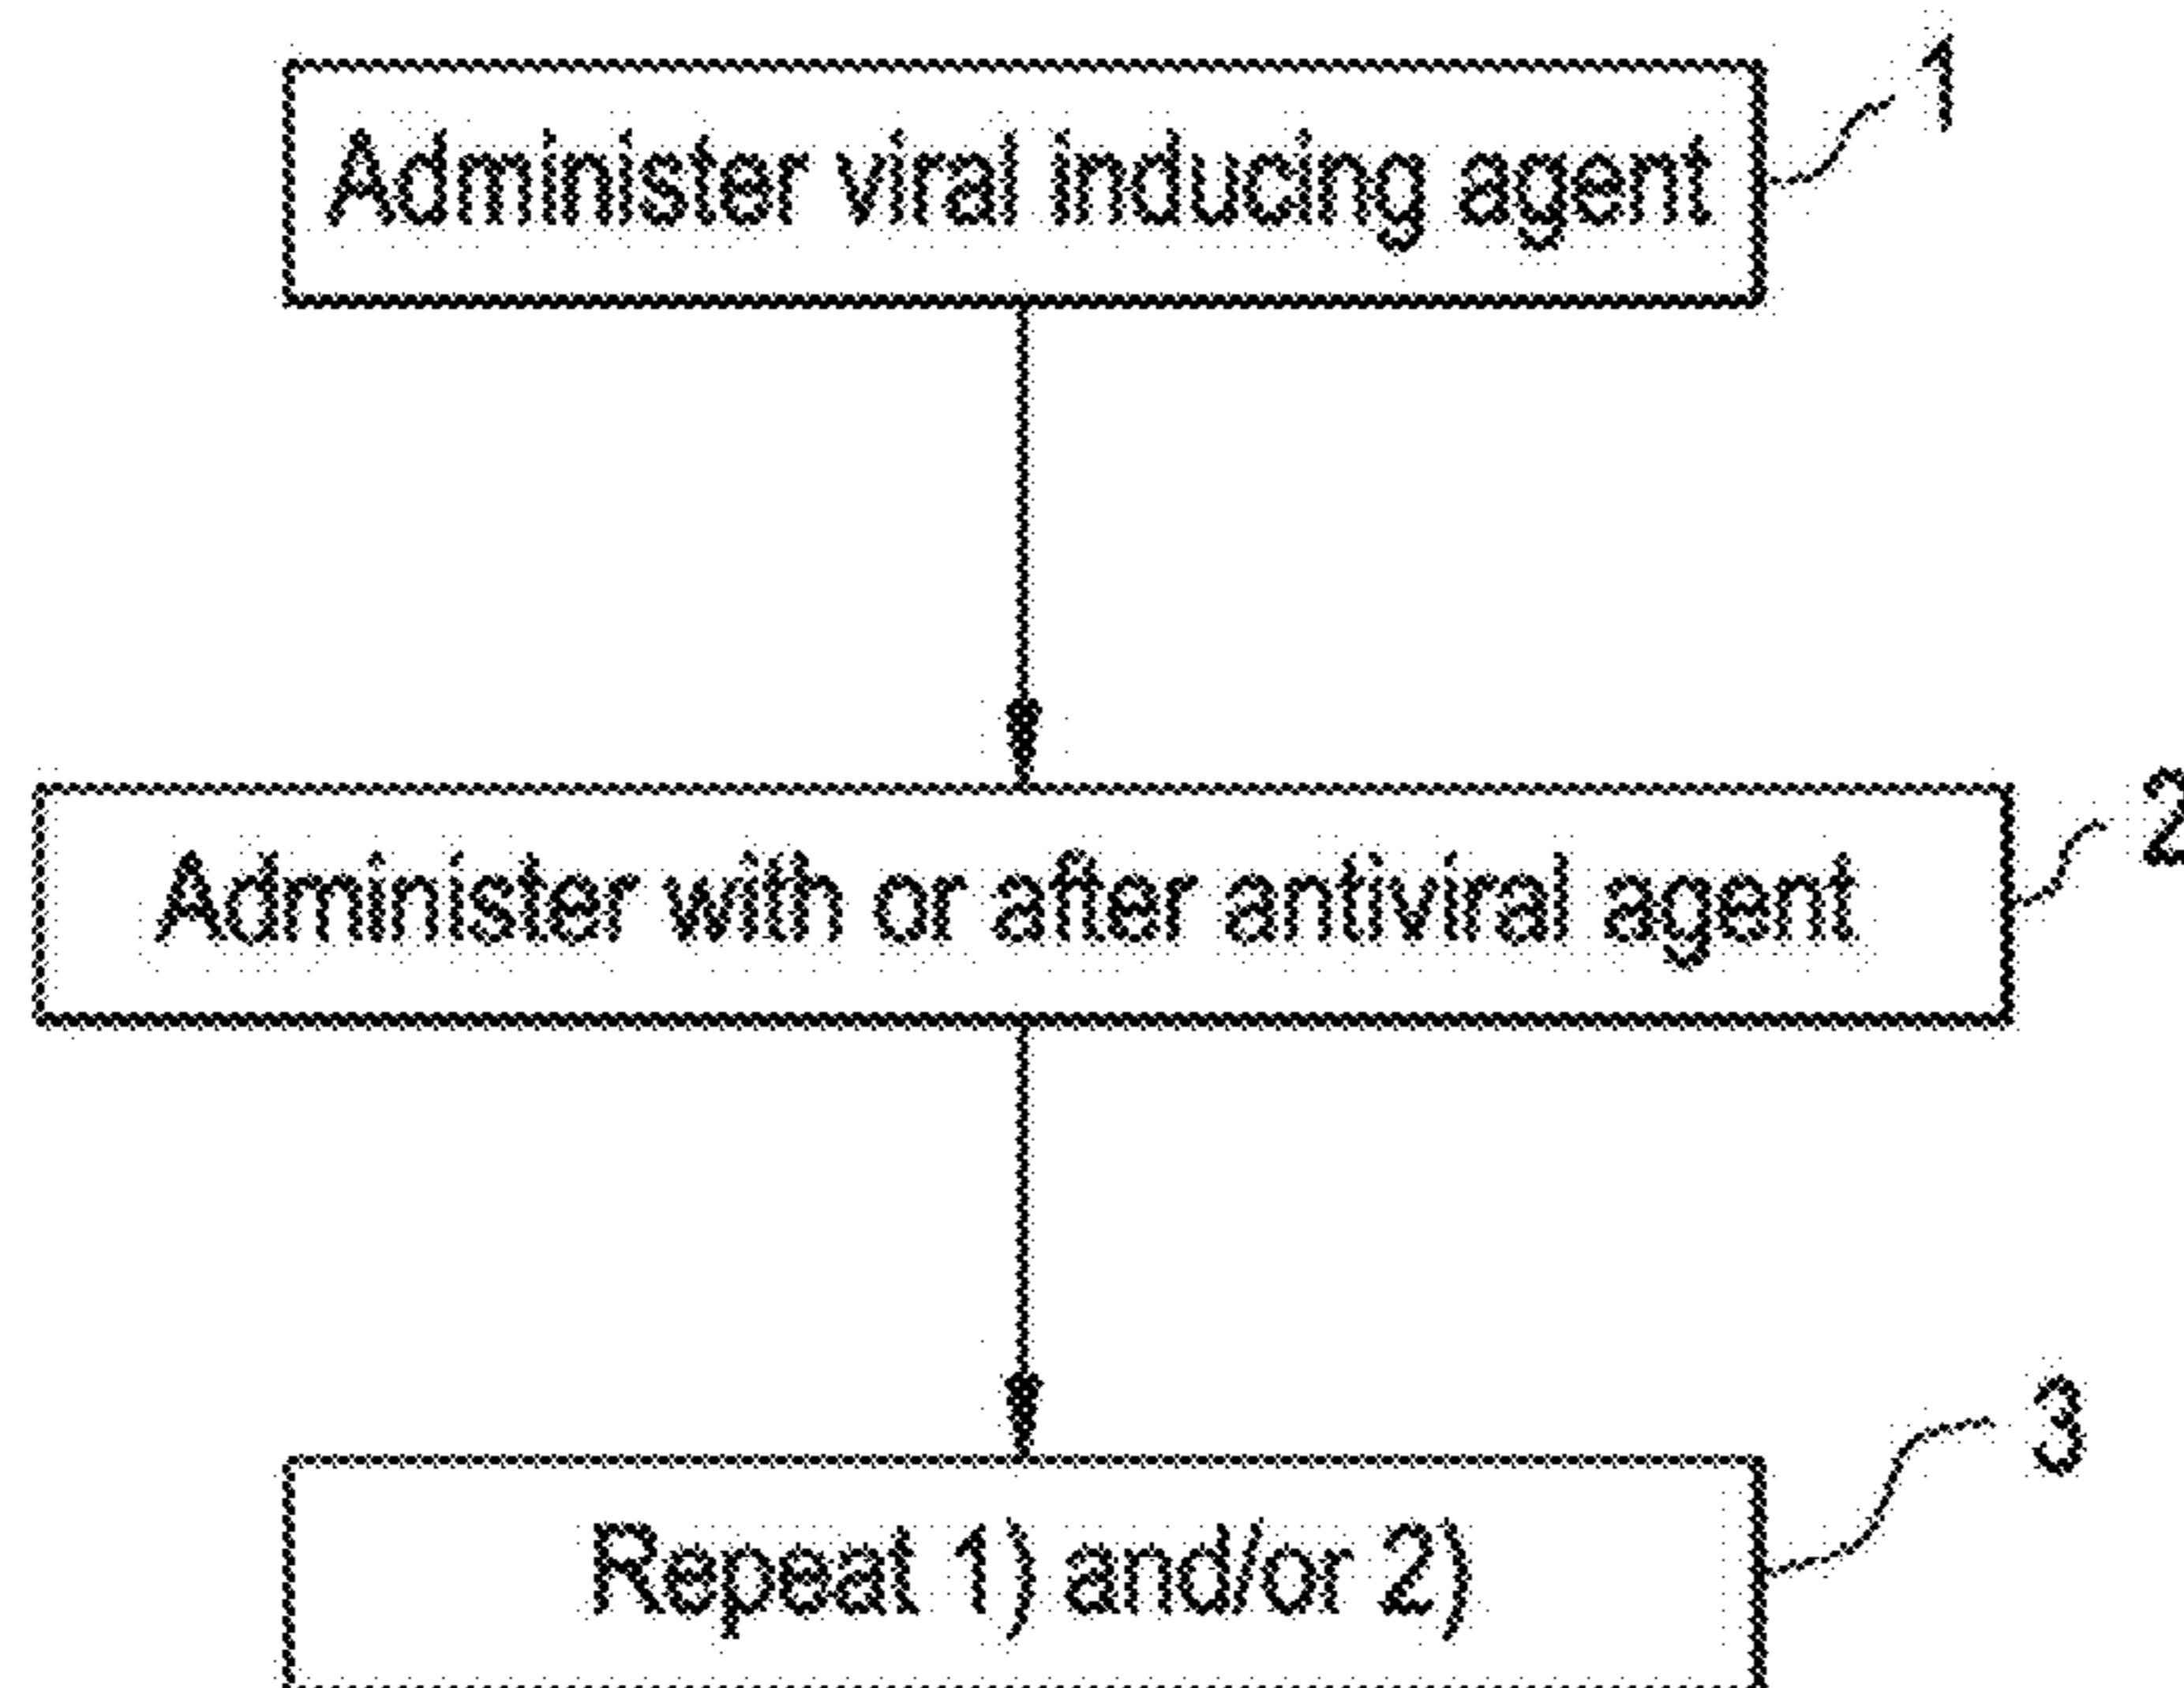 Administer viral inducing agent 1
Administer with or after antiviral agent 2
Repeat 1) and/or 2) 3